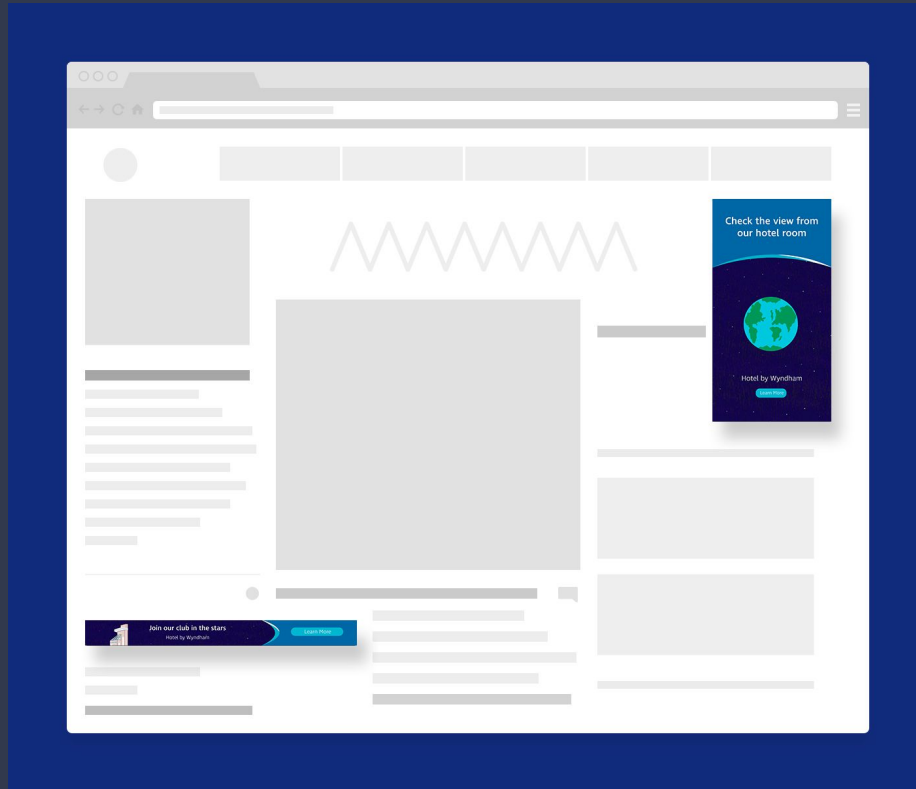 Check the view from
our hotel room
Hotel by Wyndham
Learn More
Join our club in the stars
Hotel by Wyndham
Learn More